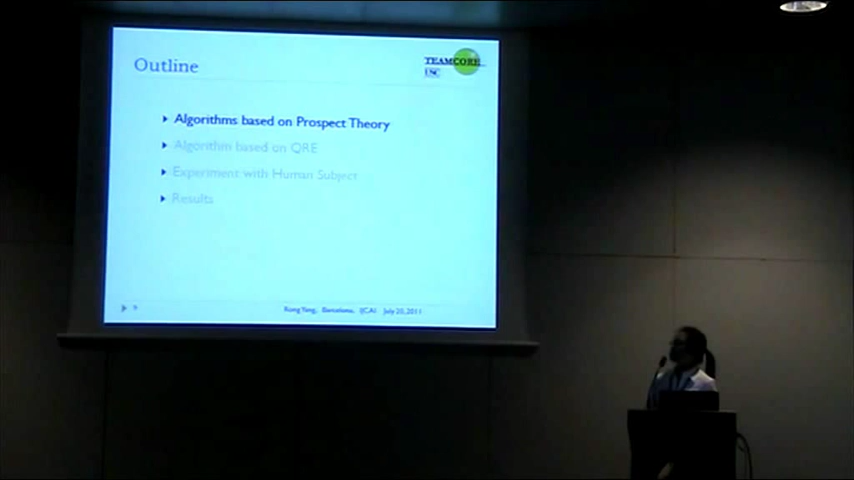 Outline
TEAMCORE
USC
Algorithms based on Prospect Theory
Algorithm based on QRE
Experiment with Human Subject
Results
Rong Yang, Barcelona, IJCAI July 20, 2011